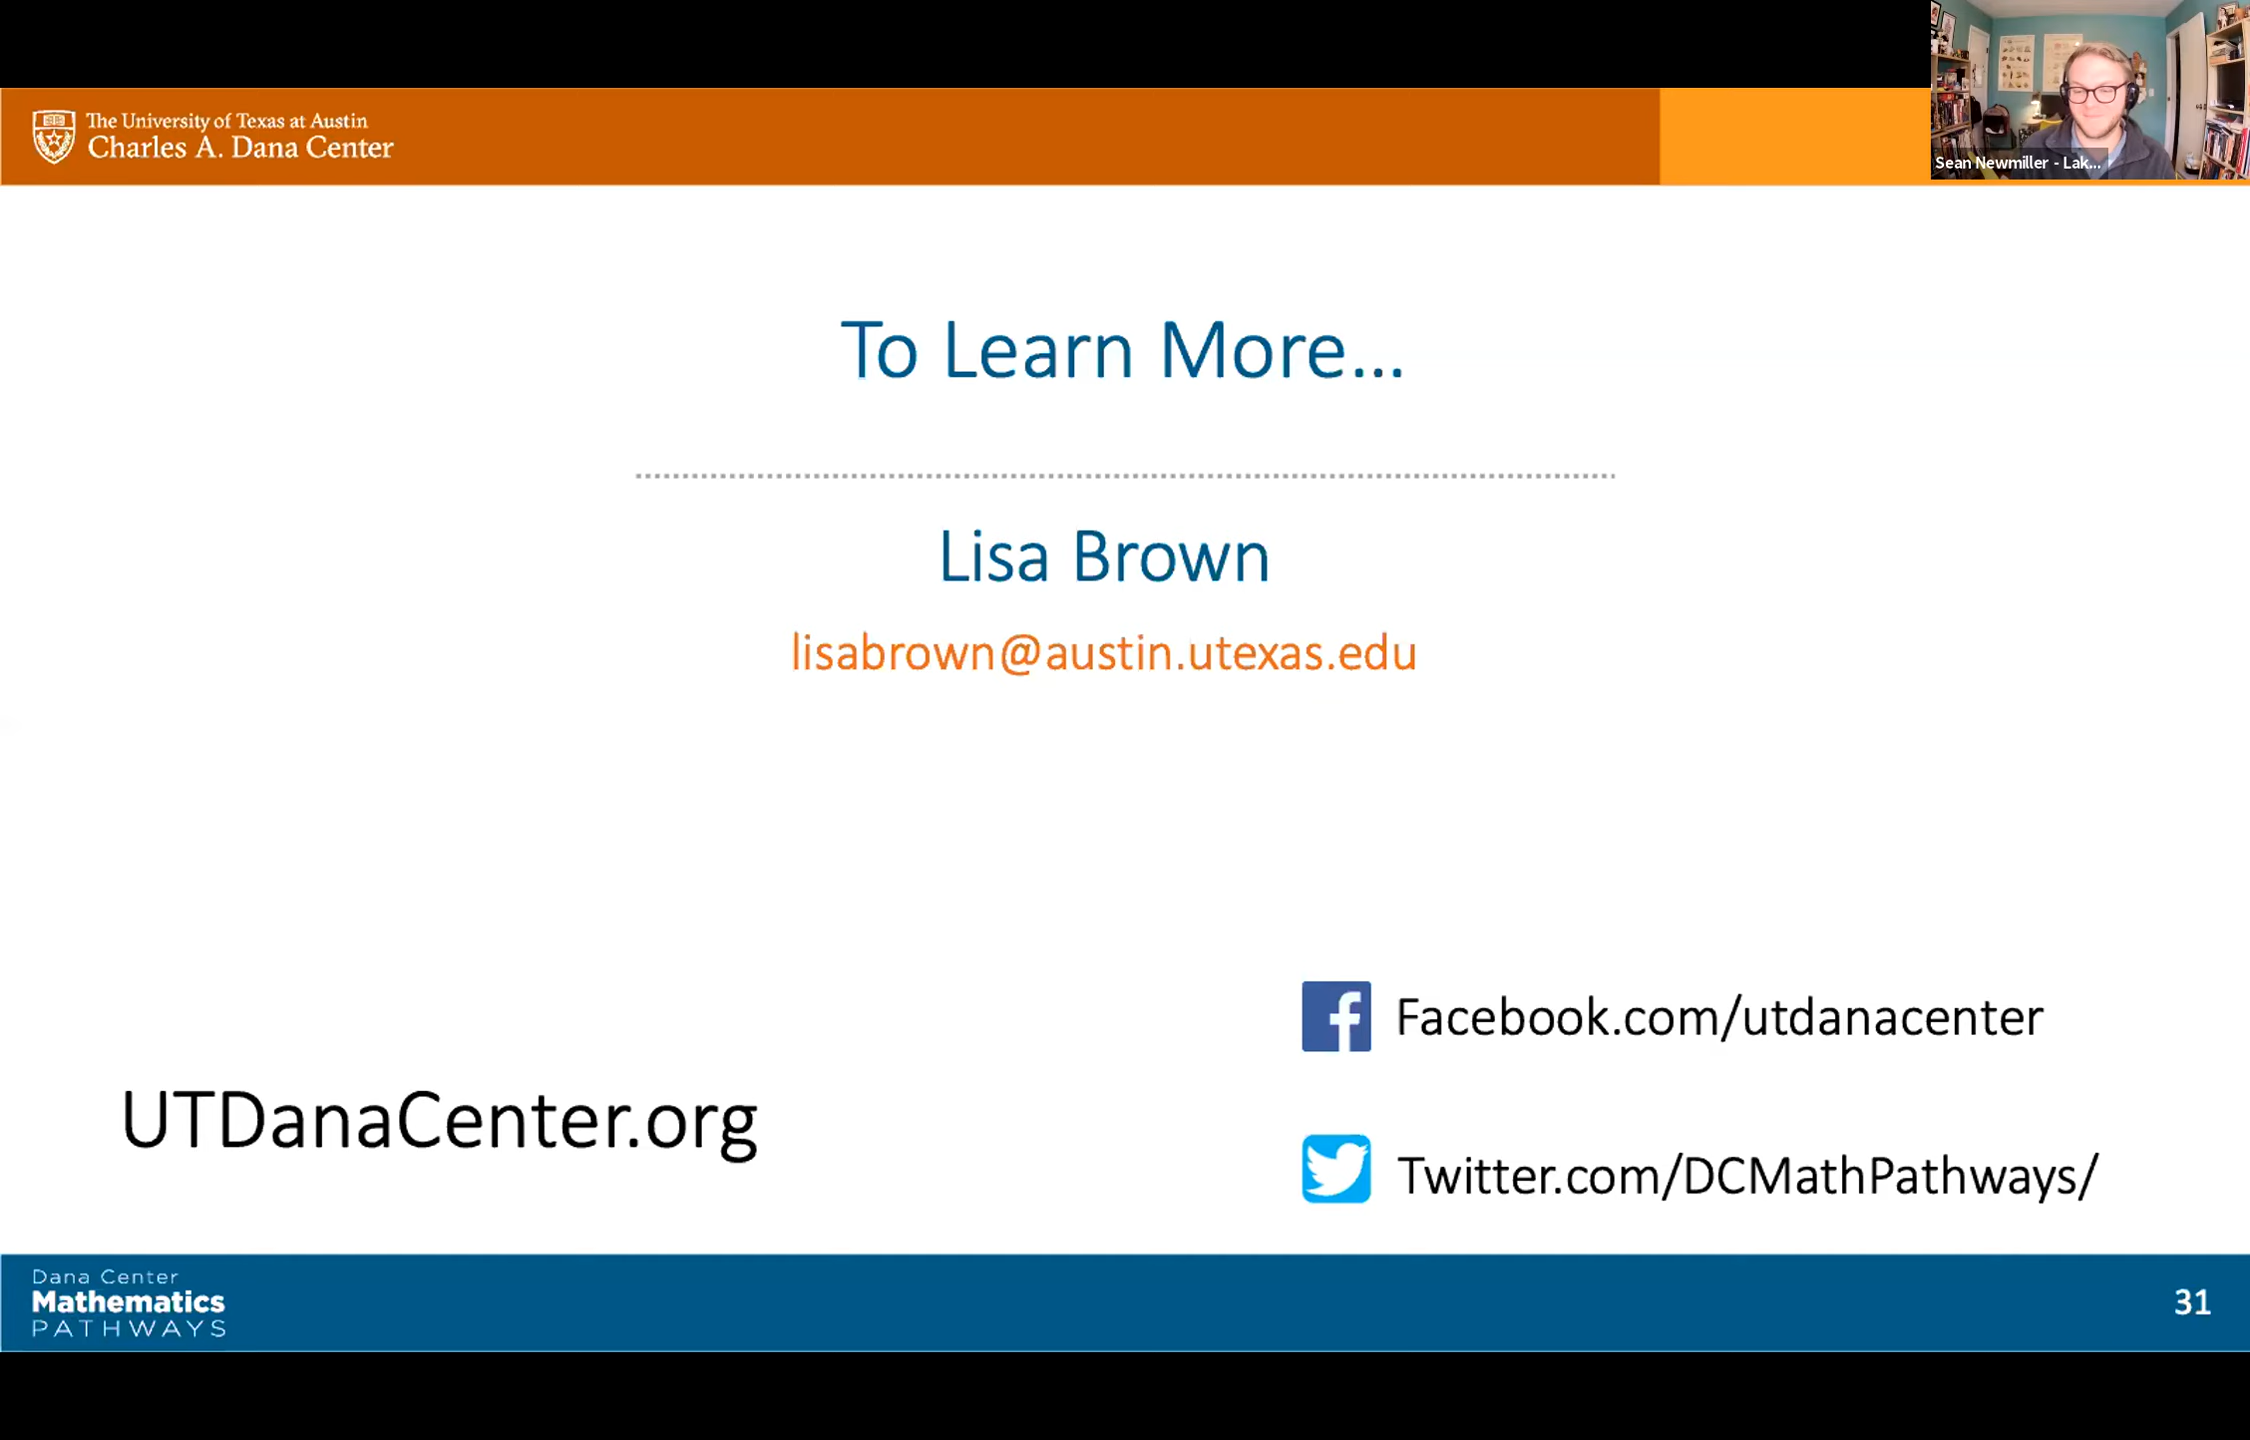 The University of Texas at Austin
Charles A. Dana Center
Sean Newmiller - Lak...
To Learn More...
Lisa Brown
lisabrown@austin.utexas.edu
Facebook.com/utdanacenter
UTDanaCenter.org
Twitter.com/DCMathPathways/
Dana Center
Mathematics
PATHWAYS
31